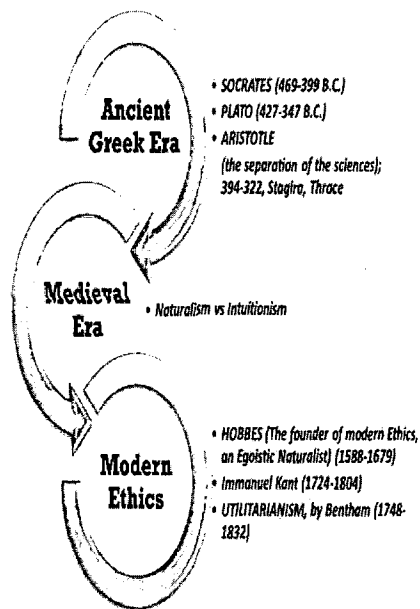 Ancient
Greek Era
• SOCRATES (469-399 B.C.)
• PLATO (427-347 B.C.)
• ARISTOTLE
(the separation of the sciences);
394-322, Stagira, Thrace
Medieval
Era
• Naturalism vs Intuitionism
Modern
Ethics
• HOBBES (The founder of modern Ethics,
an Egoistic Naturalist) (1588-1679)
• Immanuel Kant (1724-1804)
• UTILITARIANISM, by Bentham (1748-
1832)